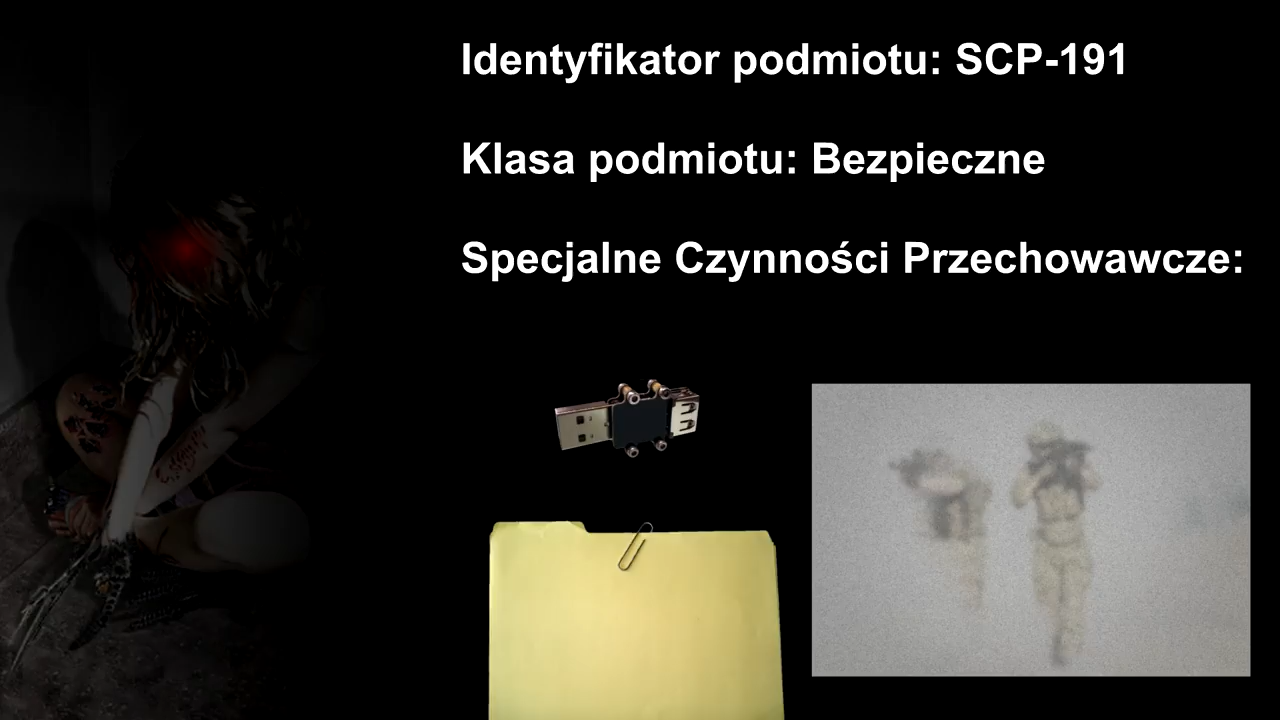 Identyfikator podmiotu: SCP-191
Klasa podmiotu: Bezpieczne
Specjalne Czynności Przechowawcze: